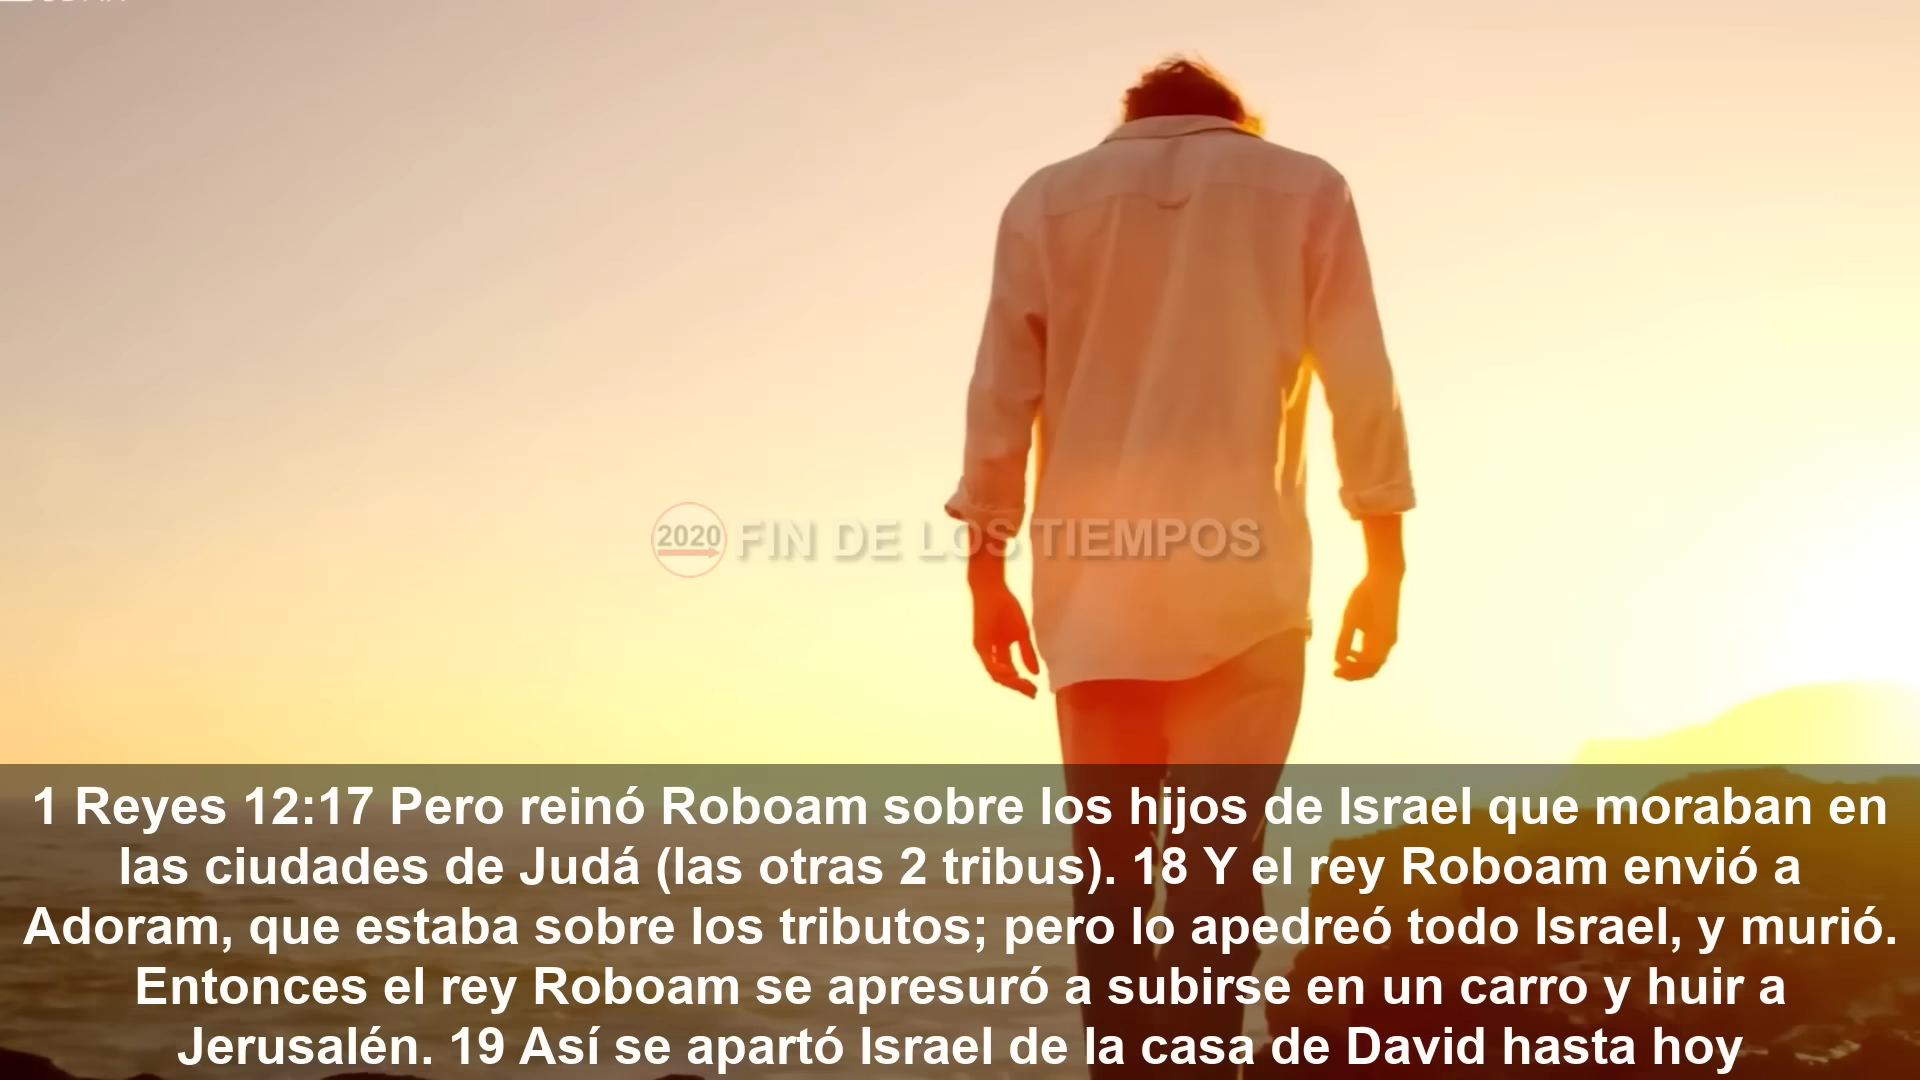 2020 FIN DE LOS TIEMPOS
1 Reyes 12:17 Pero reinó Roboam sobre los hijos de Israel que moraban en
las ciudades de Judá (las otras 2 tribus). 18 Y el rey Roboam envió a
Adoram, que estaba sobre los tributos; pero lo apedreó todo Israel, y murió.
Entonces el rey Roboam se apresuró a subirse en un carro y huir a
Jerusalén. 19 Así se apartó Israel de la casa de David hasta hoy